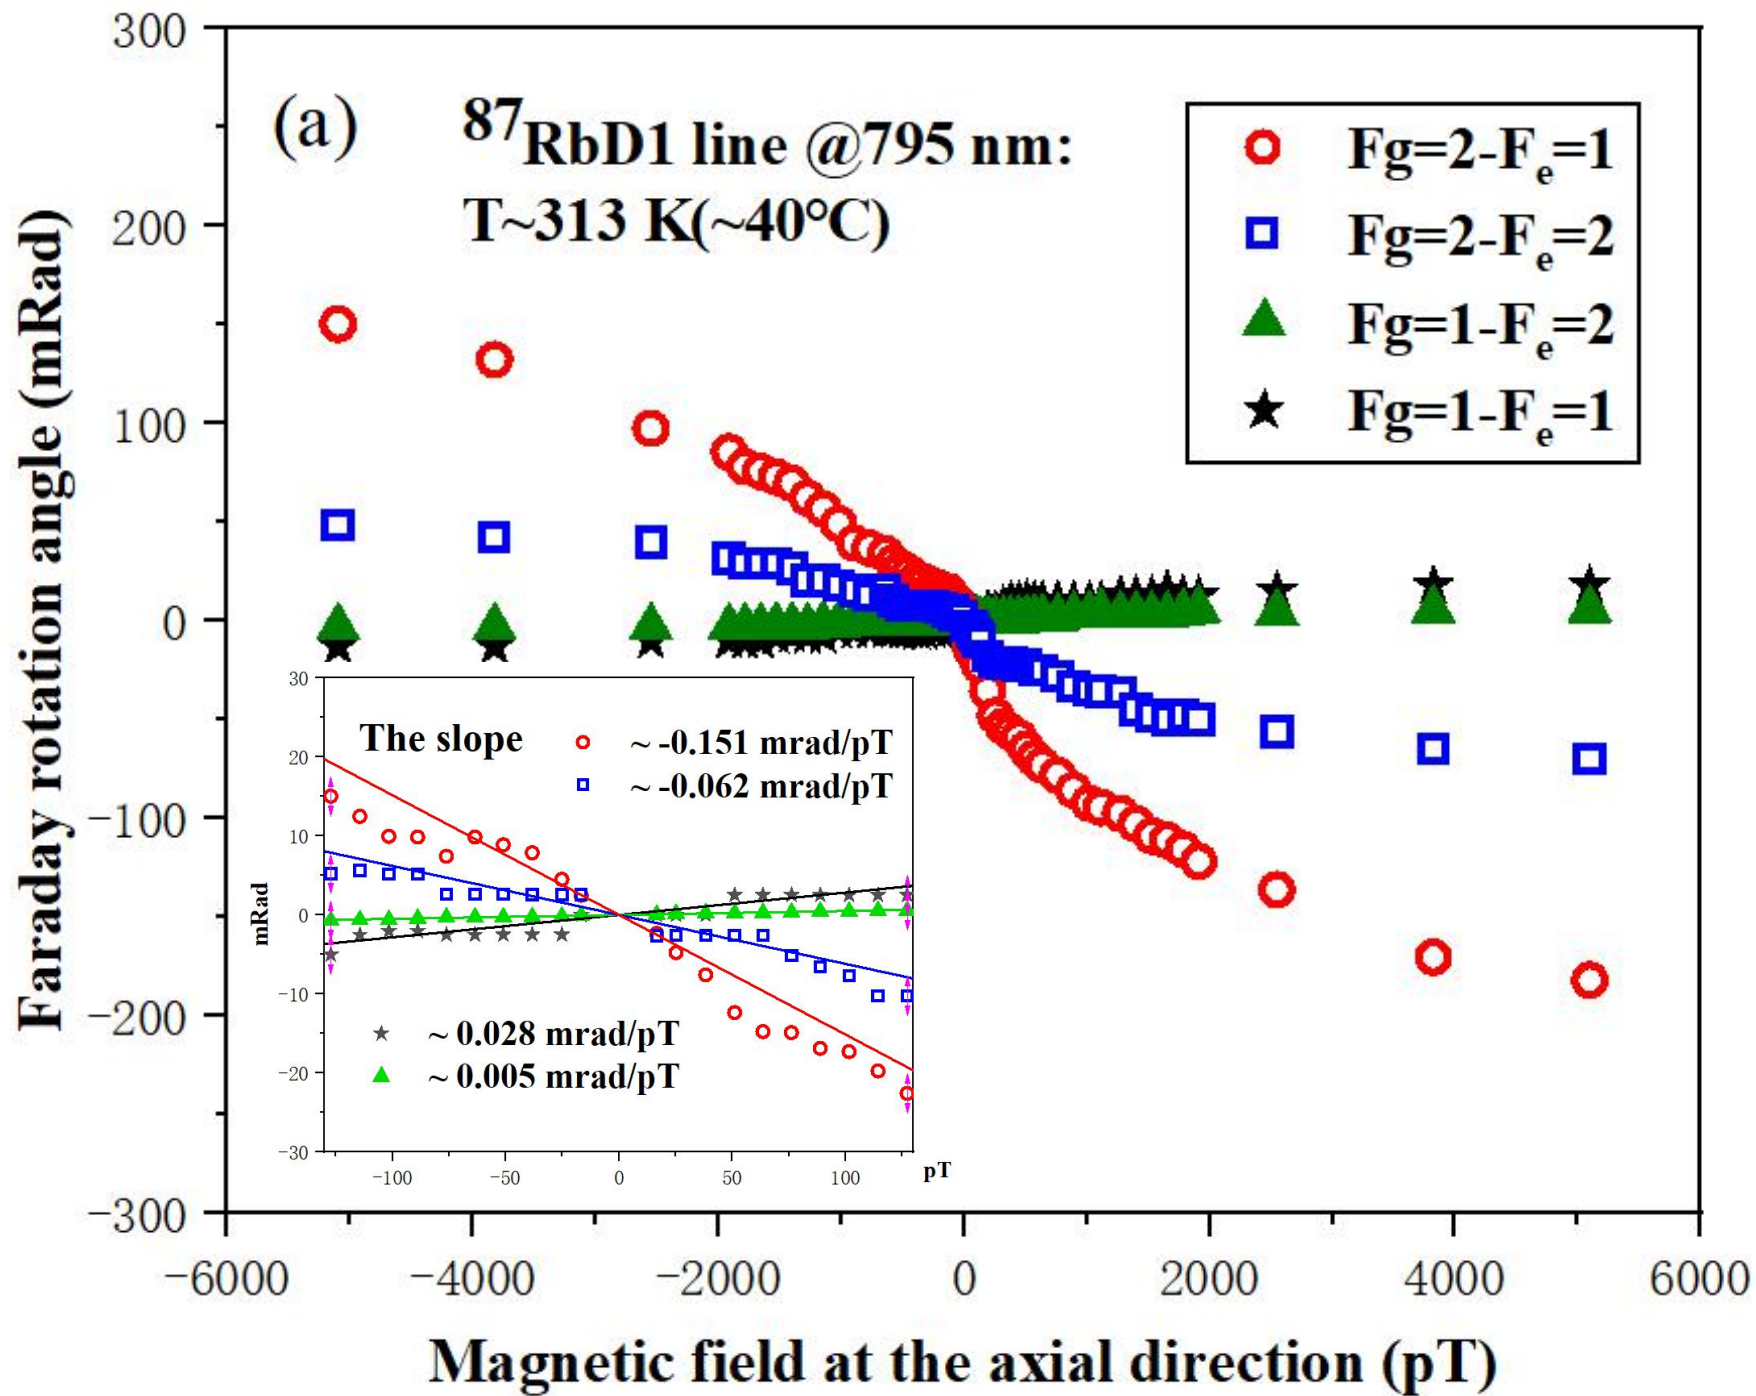 (a)
⁸⁷RbD1 line @795 nm:
T~313 K(~40℃)
Fg=2-Fₑ=1
Fg=2-Fₑ=2
Fg=1-Fₑ=2
Fg=1-Fₑ=1
Faraday rotation angle (mRad)
300
200
100
0
−100
−200
−300
−6000 −4000 −2000 0 2000 4000 6000
Magnetic field at the axial direction (pT)
The slope
~ -0.151 mrad/pT
~ -0.062 mrad/pT
~ 0.028 mrad/pT
~ 0.005 mrad/pT
mRad
30
20
10
0
−10
−20
−30
−100 −50 0 50 100
pT